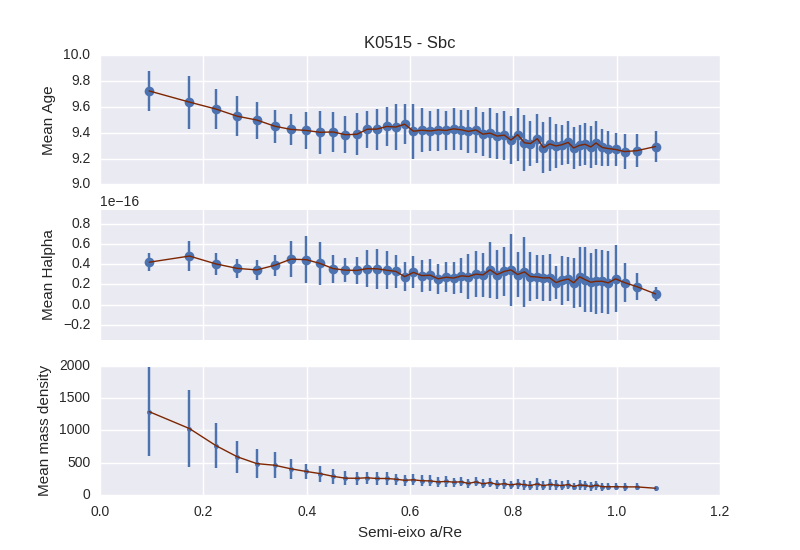 K0515 - Sbc
10.0
9.8
9.6
9.4
9.2
9.0
Mean Age
1e−16
0.8
0.6
0.4
0.2
0.0
−0.2
Mean Halpha
2000
1500
1000
500
0
Mean mass density
0.0 0.2 0.4 0.6 0.8 1.0 1.2
Semi-eixo a/Re